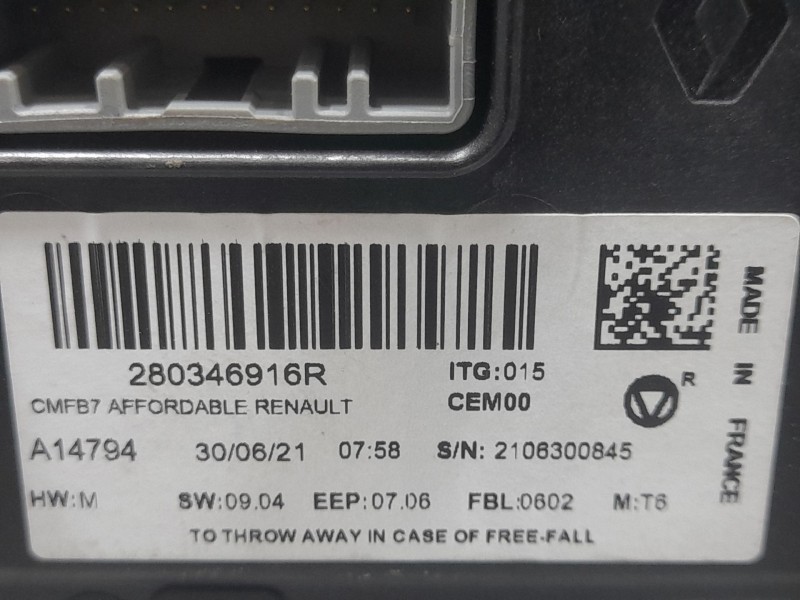 280346916R
ITG:015
CMFB7 AFFORDABLE RENAULT
CEM00
R
A14794 30/06/21 07:58 S/N: 2106300845
HW:M SW:09.04 EEP:07.06 FBL:0602 M:T6
TO THROW AWAY IN CASE OF FREE-FALL
MADE IN FRANCE